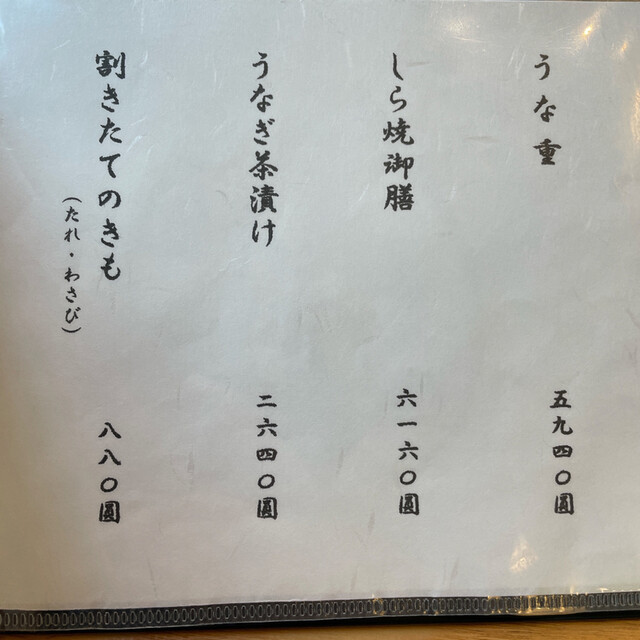 うな重
五九四〇圓
しら焼御膳
六一六〇圓
うなぎ茶漬け
二六四〇圓
割きたてのきも
（たれ・わさび）
八八〇圓